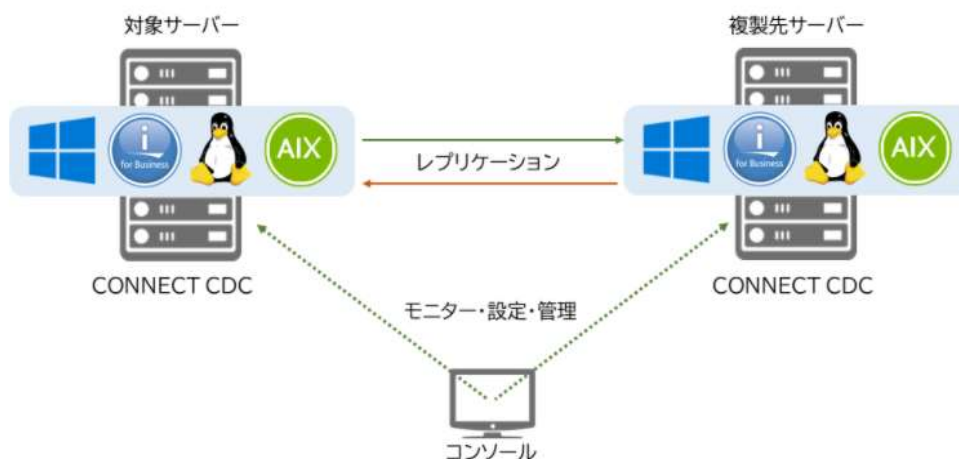 対象サーバー
複製先サーバー
i
for Business
AIX
i
for Business
AIX
レプリケーション
CONNECT CDC
CONNECT CDC
モニター・設定・管理
コンソール